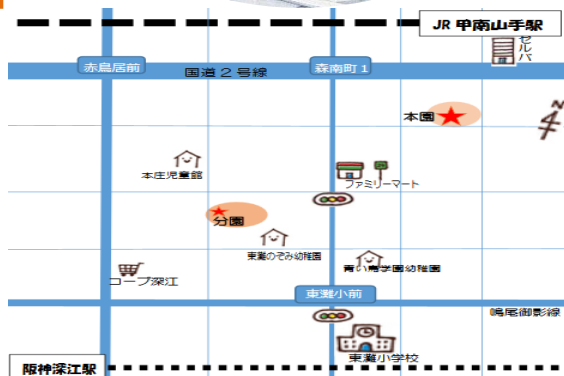 JR 甲南山手駅
セルバ
赤鳥居前
国道２号線
森南町 1
本園
N
本庄児童館
ファミリーマート
分園
東灘のぞみ幼稚園
青い鳥学園幼稚園
コープ深江
東灘小前
鳴尾御影線
東灘小学校
阪神深江駅